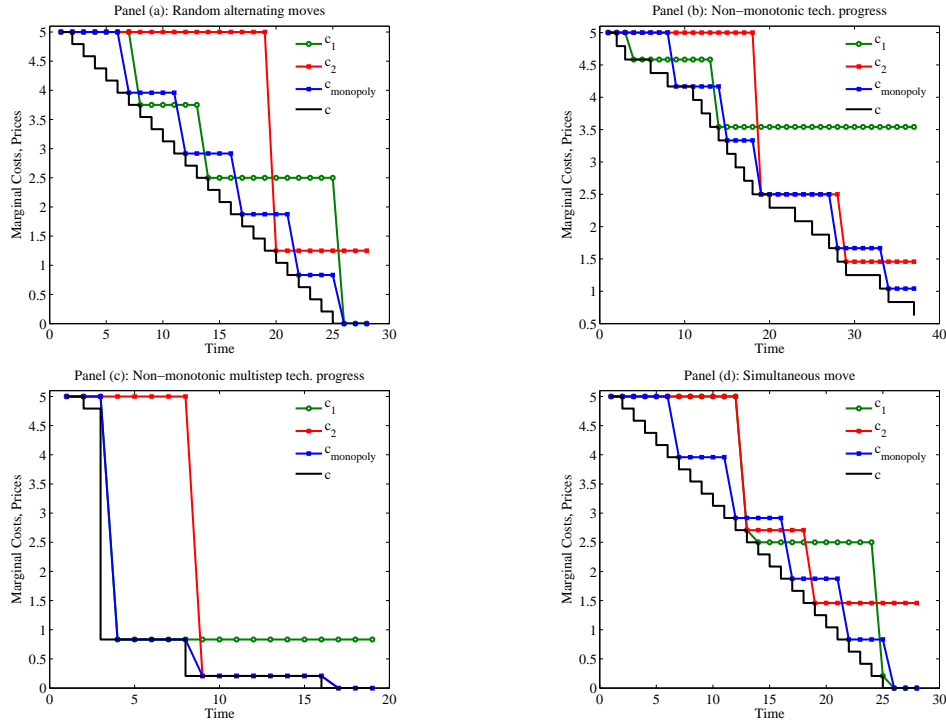 Panel (a): Random alternating moves
Marginal Costs, Prices
5
4.5
4
3.5
3
2.5
2
1.5
1
0.5
0
0 5 10 15 20 25 30
Time
c1
c2
cmonopoly
c
Panel (b): Non−monotonic tech. progress
Marginal Costs, Prices
5
4.5
4
3.5
3
2.5
2
1.5
1
0.5
0 10 20 30 40
Time
c1
c2
cmonopoly
c
Panel (c): Non−monotonic multistep tech. progress
Marginal Costs, Prices
5
4.5
4
3.5
3
2.5
2
1.5
1
0.5
0
0 5 10 15 20
Time
c1
c2
cmonopoly
c
Panel (d): Simultaneous move
Marginal Costs, Prices
5
4.5
4
3.5
3
2.5
2
1.5
1
0.5
0
0 5 10 15 20 25 30
Time
c1
c2
cmonopoly
c